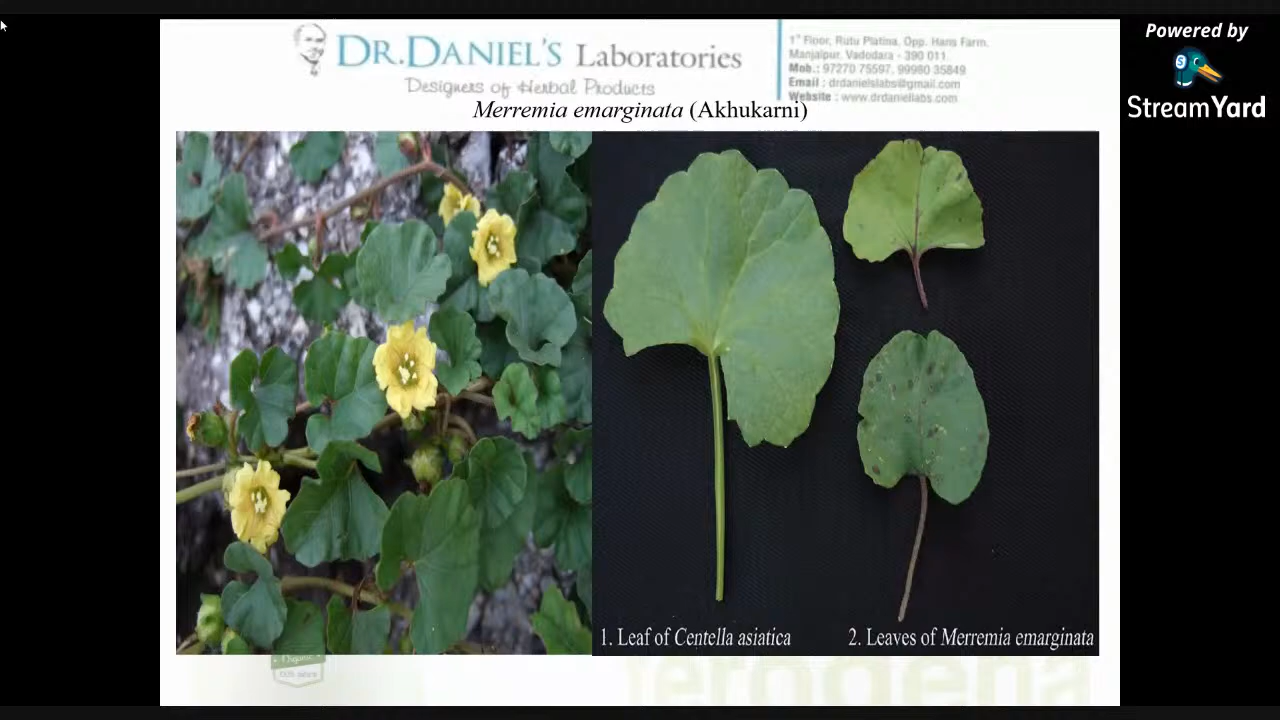 DR.DANIEL'S Laboratories
Designers of Herbal Products
1st Floor, Rutu Platina, Opp. Hans Farm,
Manjalpur, Vadodara - 390 011.
Mob.: 97270 75597, 99980 35849
Email : drdanielslabs@gmail.com
Website : www.drdaniellabs.com
Powered by
StreamYard
Merremia emarginata (Akhukarni)
1. Leaf of Centella asiatica
2. Leaves of Merremia emarginata
Organic